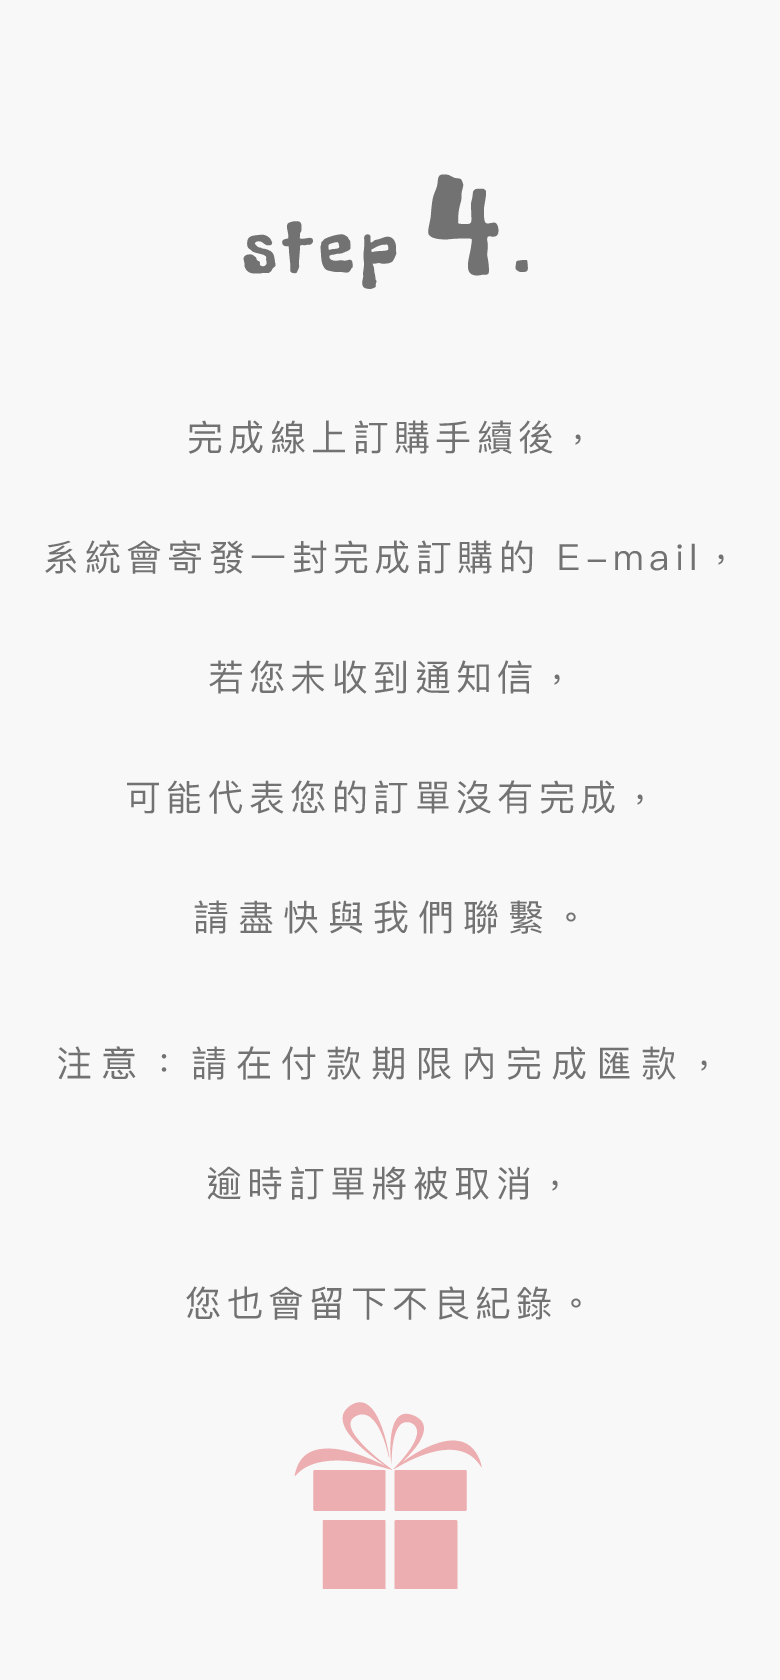 step 4.
完成線上訂購手續後，
系統會寄發一封完成訂購的 E-mail，
若您未收到通知信，
可能代表您的訂單沒有完成，
請盡快與我們聯繫。
注意：請在付款期限內完成匯款，
逾時訂單將被取消，
您也會留下不良紀錄。